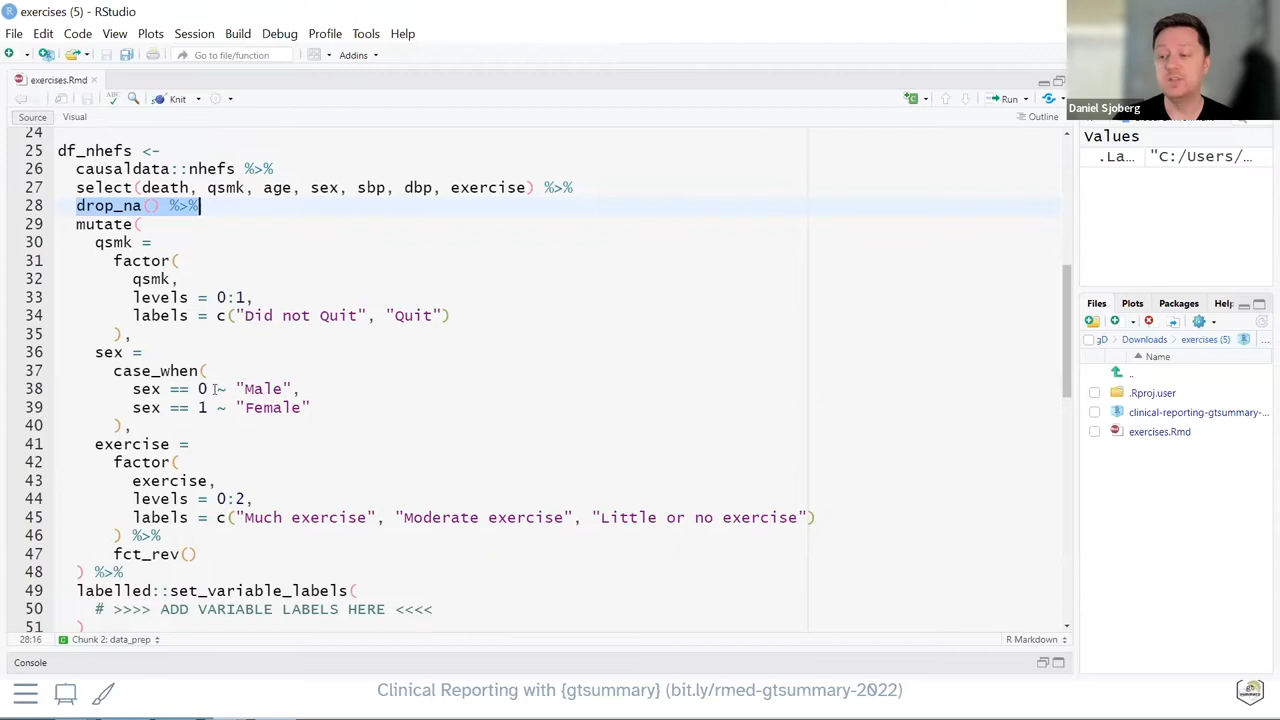 exercises (5) - RStudio
File Edit Code View Plots Session Build Debug Profile Tools Help
Go to file/function Addins
exercises.Rmd
Knit Run
Source Visual Outline
Daniel Sjoberg
24
25 df_nhefs <-
26 causaldata::nhefs %>%
27 select(death, qsmk, age, sex, sbp, dbp, exercise) %>%
28 drop_na() %>%
29 mutate(
30 qsmk =
31 factor(
32 qsmk,
33 levels = 0:1,
34 labels = c("Did not Quit", "Quit")
35 ),
36 sex =
37 case_when(
38 sex == 0 ~ "Male",
39 sex == 1 ~ "Female"
40 ),
41 exercise =
42 factor(
43 exercise,
44 levels = 0:2,
45 labels = c("Much exercise", "Moderate exercise", "Little or no exercise")
46 ) %>%
47 fct_rev()
48 ) %>%
49 labelled::set_variable_labels(
50 # >>>> ADD VARIABLE LABELS HERE <<<<
51 )
28:16 Chunk 2: data_prep R Markdown
Console
Values
.La… "C:/Users/…
Files Plots Packages Help
gD Downloads exercises (5) ...
Name
..
.Rproj.user
clinical-reporting-gtsummary-...
exercises.Rmd
Clinical Reporting with {gtsummary} (bit.ly/rmed-gtsummary-2022)